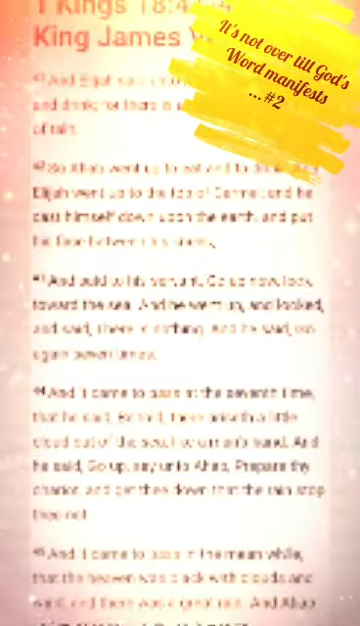 1 Kings 18:4
King James
It's not over till God's
Word manifests
...#2
41 And Elijah said unto
and drink; for there is
of rain.
42 So Ahab went up to eat and to
Elijah went up to the top of Carmel; and he
cast himself down upon the earth, and put
his face between his knees,
43 And said to his servant, Go up now, look
toward the sea. And he went up, and looked,
and said, There is nothing. And he said, Go
again seven times.
44 And it came to pass at the seventh time,
that he said, Behold, there ariseth a little
cloud out of the sea, like a man's hand. And
he said, Go up, say unto Ahab, Prepare thy
chariot, and get thee down that the rain stop
thee not.
45 And it came to pass in the mean while,
that the heaven was black with clouds and
wind, and there was a great rain. And Ahab